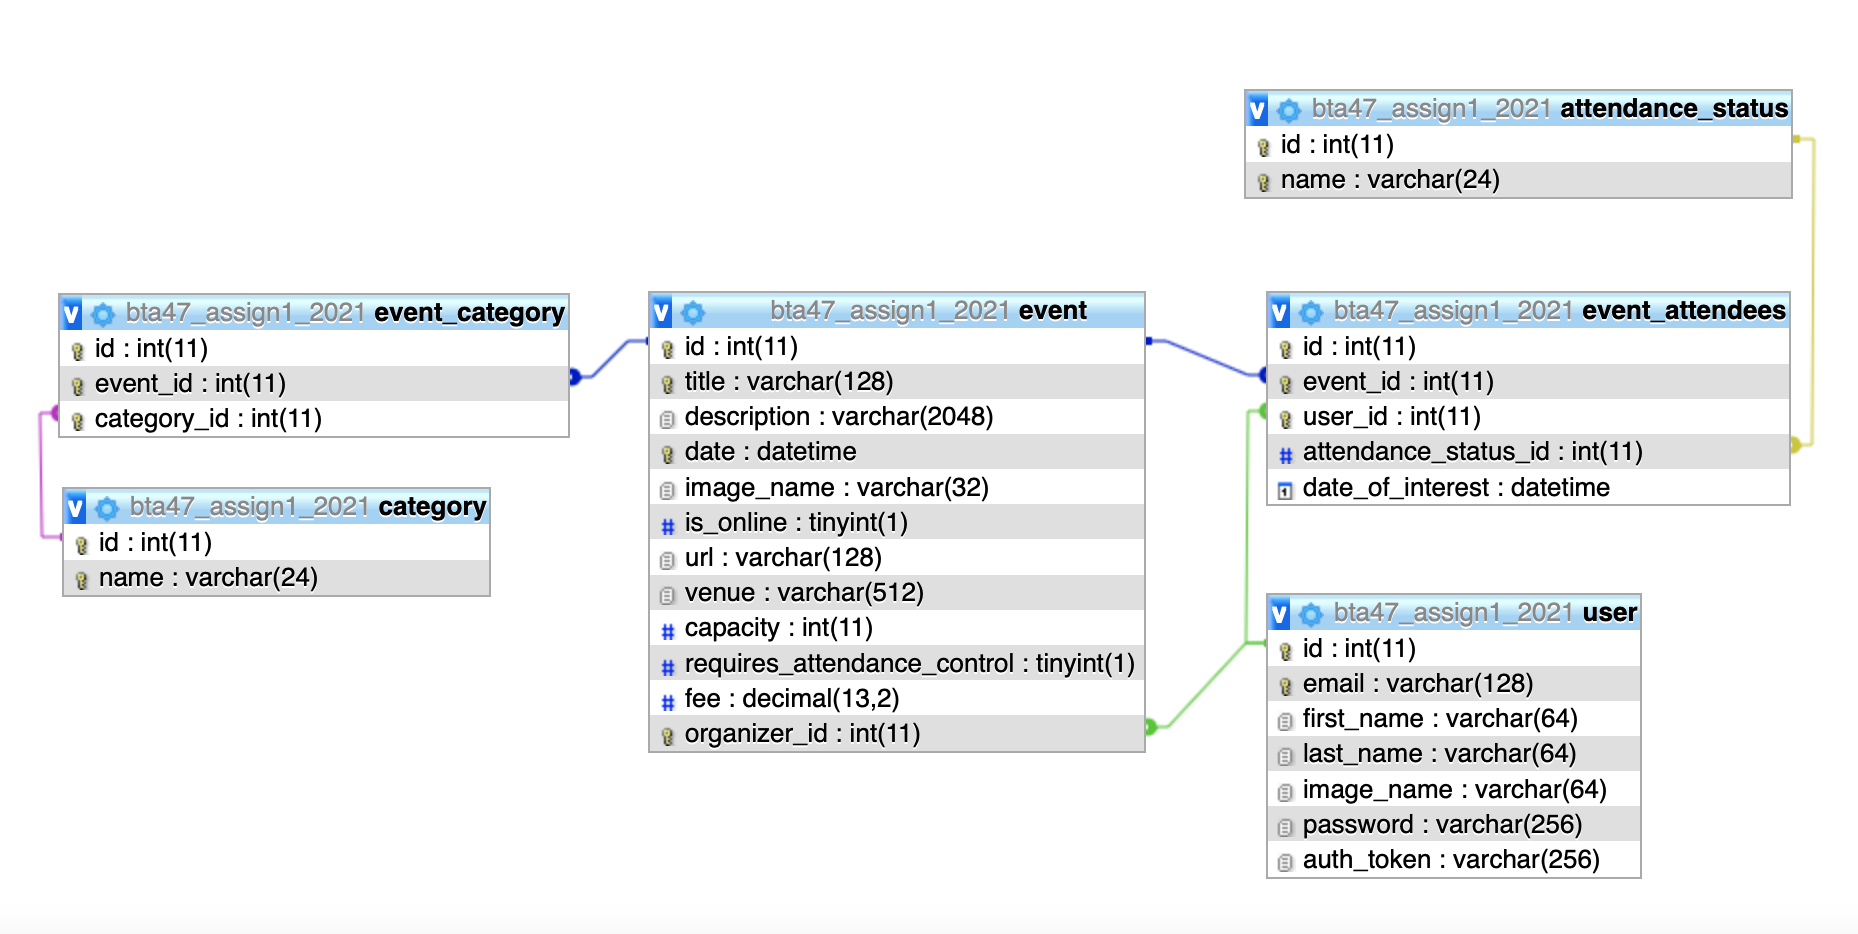 bta47_assign1_2021 attendance_status
id : int(11)
name : varchar(24)
bta47_assign1_2021 event_category
id : int(11)
event_id : int(11)
category_id : int(11)
bta47_assign1_2021 category
id : int(11)
name : varchar(24)
bta47_assign1_2021 event
id : int(11)
title : varchar(128)
description : varchar(2048)
date : datetime
image_name : varchar(32)
is_online : tinyint(1)
url : varchar(128)
venue : varchar(512)
capacity : int(11)
requires_attendance_control : tinyint(1)
fee : decimal(13,2)
organizer_id : int(11)
bta47_assign1_2021 event_attendees
id : int(11)
event_id : int(11)
user_id : int(11)
attendance_status_id : int(11)
date_of_interest : datetime
bta47_assign1_2021 user
id : int(11)
email : varchar(128)
first_name : varchar(64)
last_name : varchar(64)
image_name : varchar(64)
password : varchar(256)
auth_token : varchar(256)